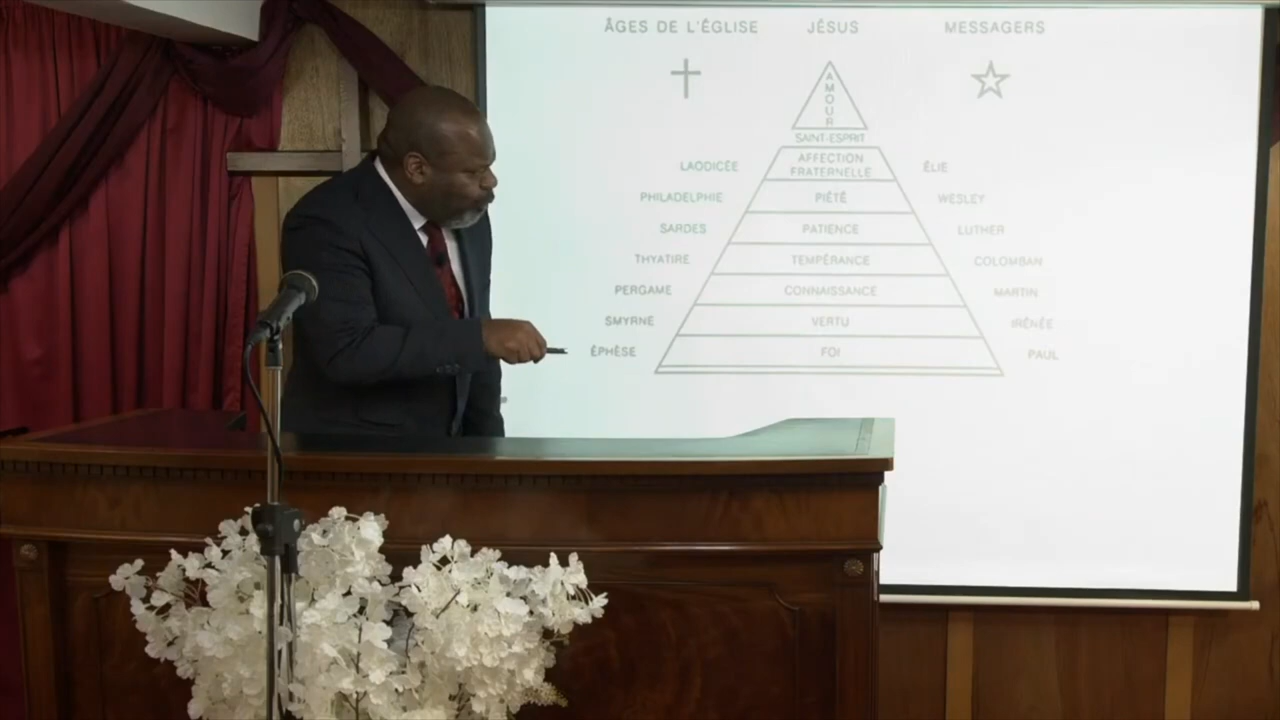 ÂGES DE L'ÉGLISE JÉSUS MESSAGERS
AMOUR
SAINT-ESPRIT
LAODICÉE AFFECTION FRATERNELLE ÉLIE
PHILADELPHIE PIÉTÉ WESLEY
SARDES PATIENCE LUTHER
THYATIRE TEMPÉRANCE COLOMBAN
PERGAME CONNAISSANCE MARTIN
SMYRNE VERTU IRÉNÉE
ÉPHÈSE FOI PAUL